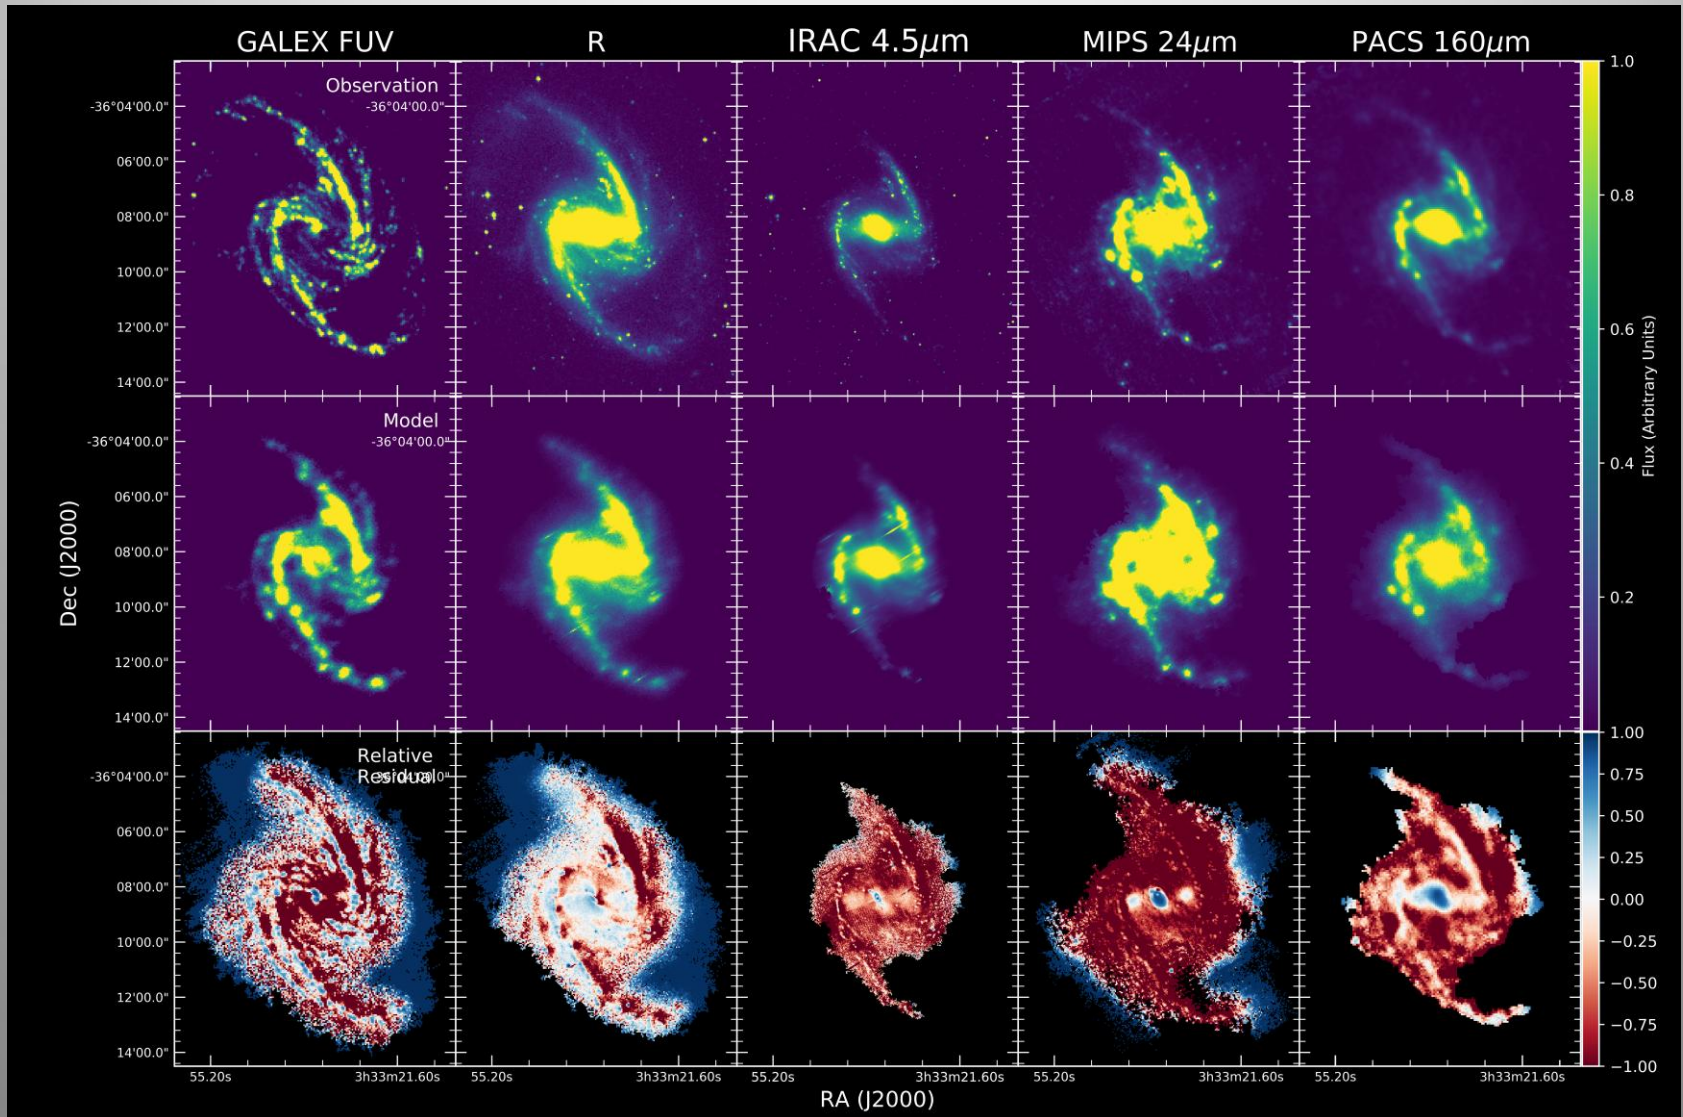 GALEX FUV
R
IRAC 4.5μm
MIPS 24μm
PACS 160μm
Observation
-36°04'00.0"
-36°04'00.0"
06'00.0"
08'00.0"
10'00.0"
12'00.0"
14'00.0"
1.0
0.8
0.6
0.4
0.2
Flux (Arbitrary Units)
Model
-36°04'00.0"
-36°04'00.0"
06'00.0"
08'00.0"
10'00.0"
12'00.0"
14'00.0"
Dec (J2000)
Relative
Residual
-36°04'00.0"
-36°04'00.0"
06'00.0"
08'00.0"
10'00.0"
12'00.0"
14'00.0"
1.00
0.75
0.50
0.25
0.00
−0.25
−0.50
−0.75
−1.00
55.20s
3h33m21.60s
55.20s
3h33m21.60s
55.20s
3h33m21.60s
55.20s
3h33m21.60s
55.20s
3h33m21.60s
RA (J2000)